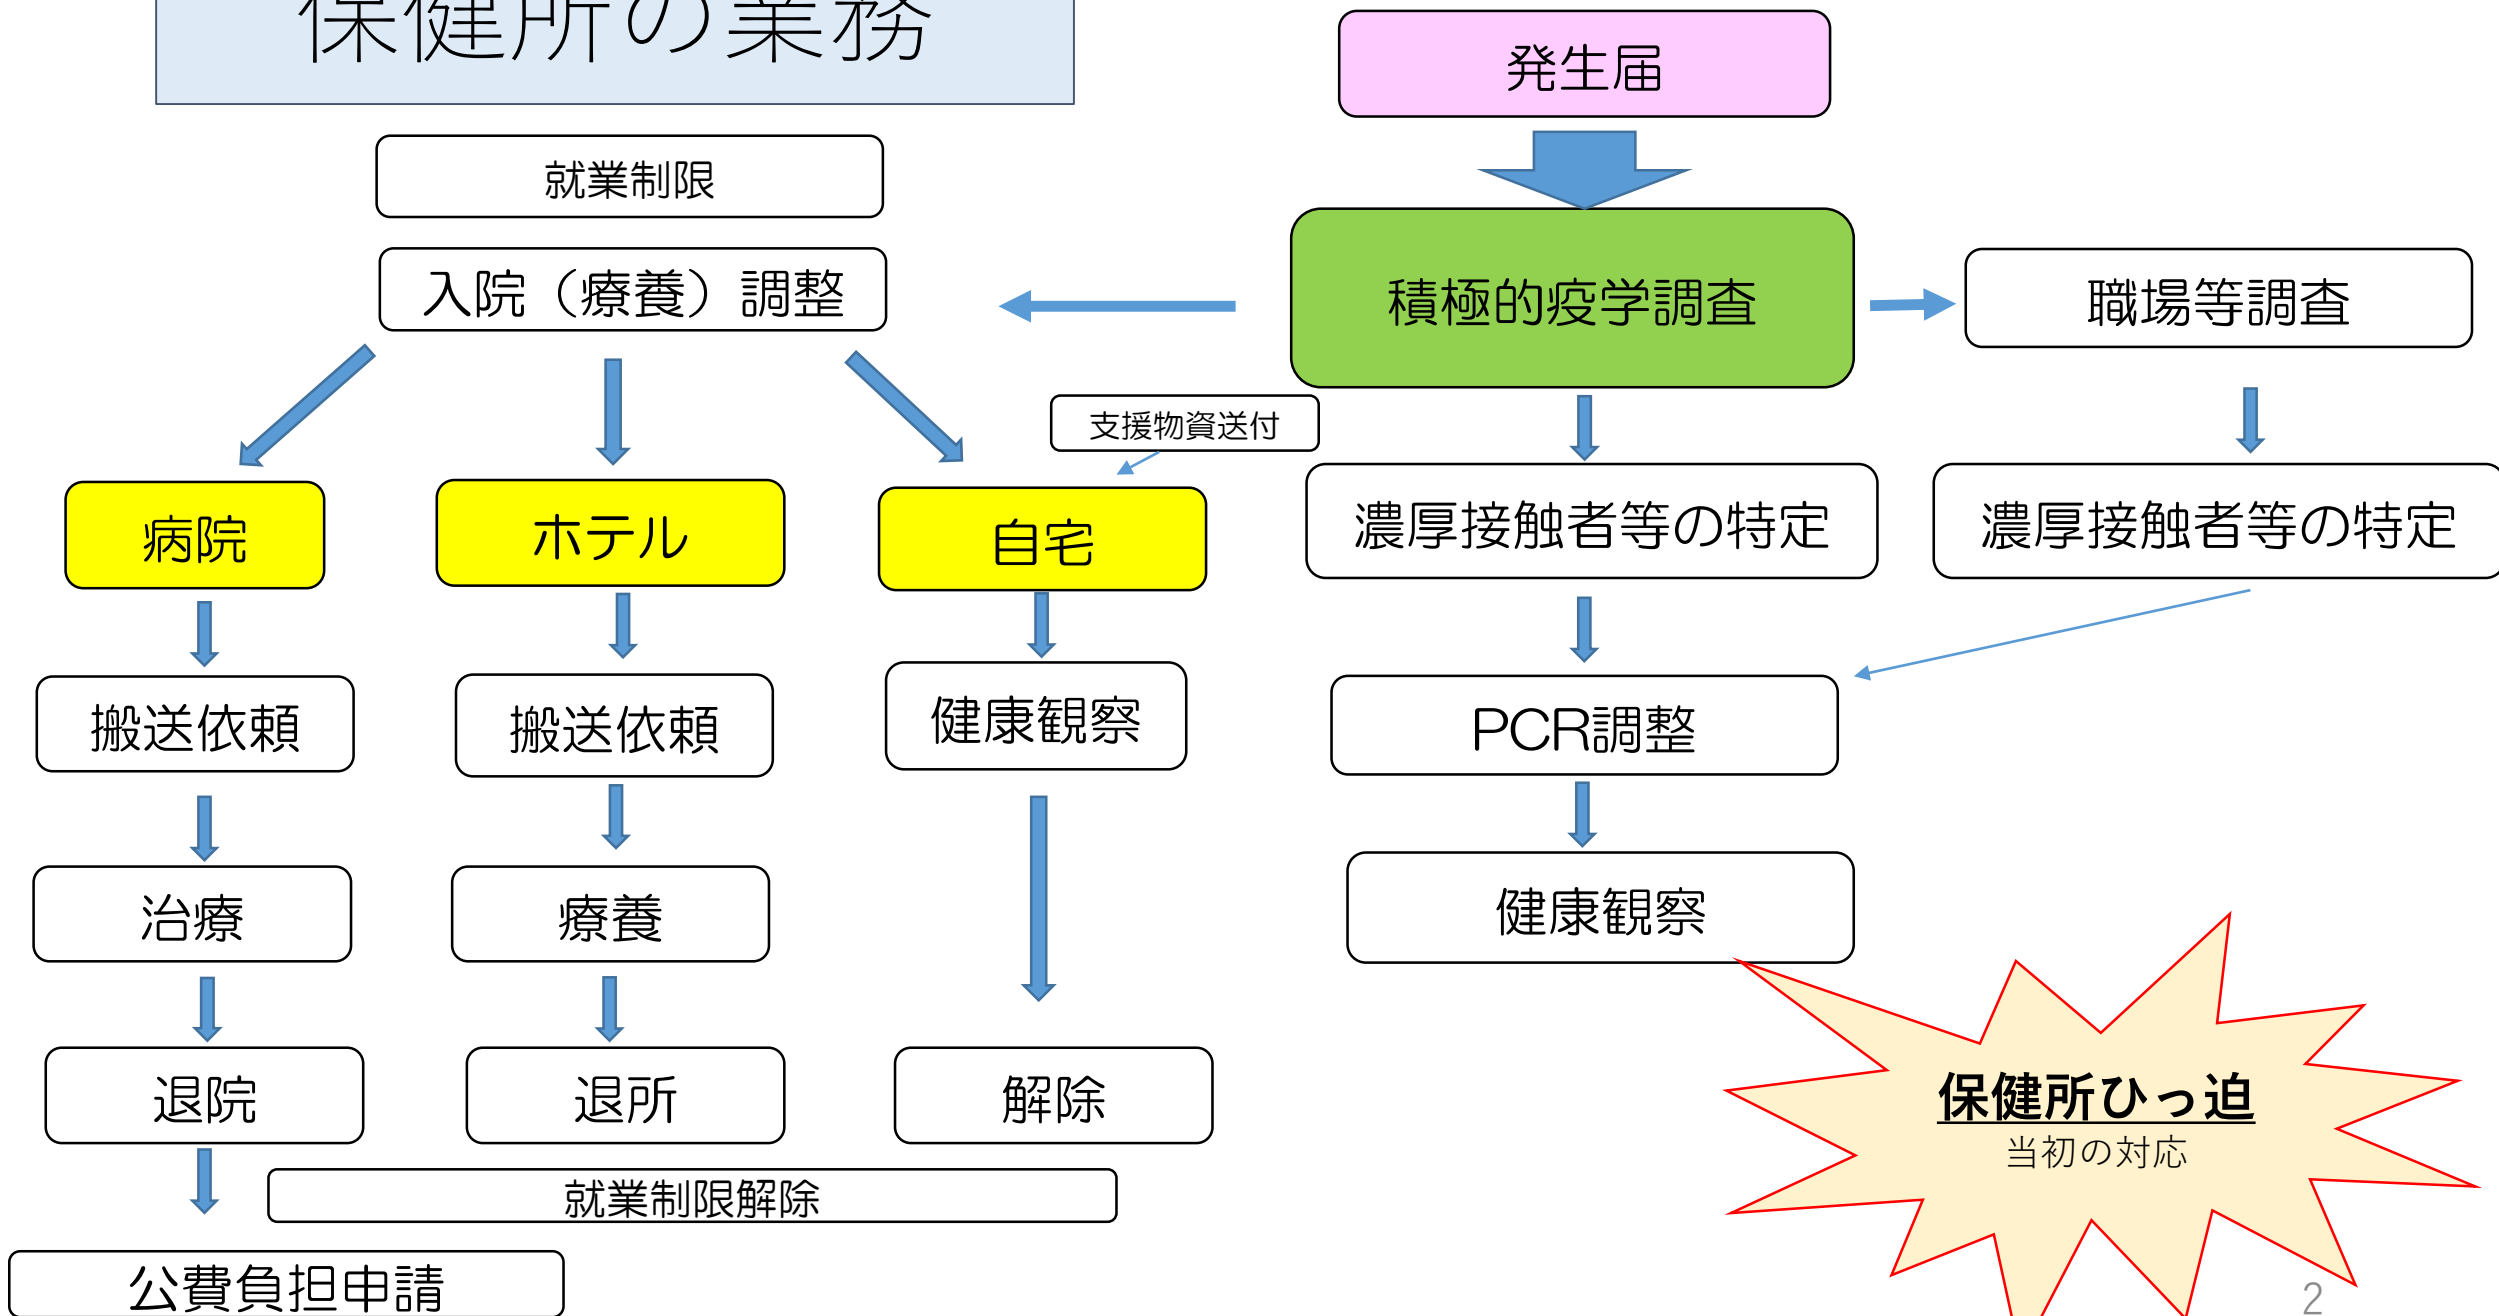 保健所の業務
発生届
就業制限
入院（療養）調整
積極的疫学調査
職場等調査
支援物資送付
病院
ホテル
自宅
濃厚接触者等の特定
濃厚接触者等の特定
搬送依頼
搬送依頼
健康観察
PCR調整
治療
療養
健康観察
退院
退所
解除
保健所ひっ迫
当初の対応
就業制限解除
公費負担申請
2